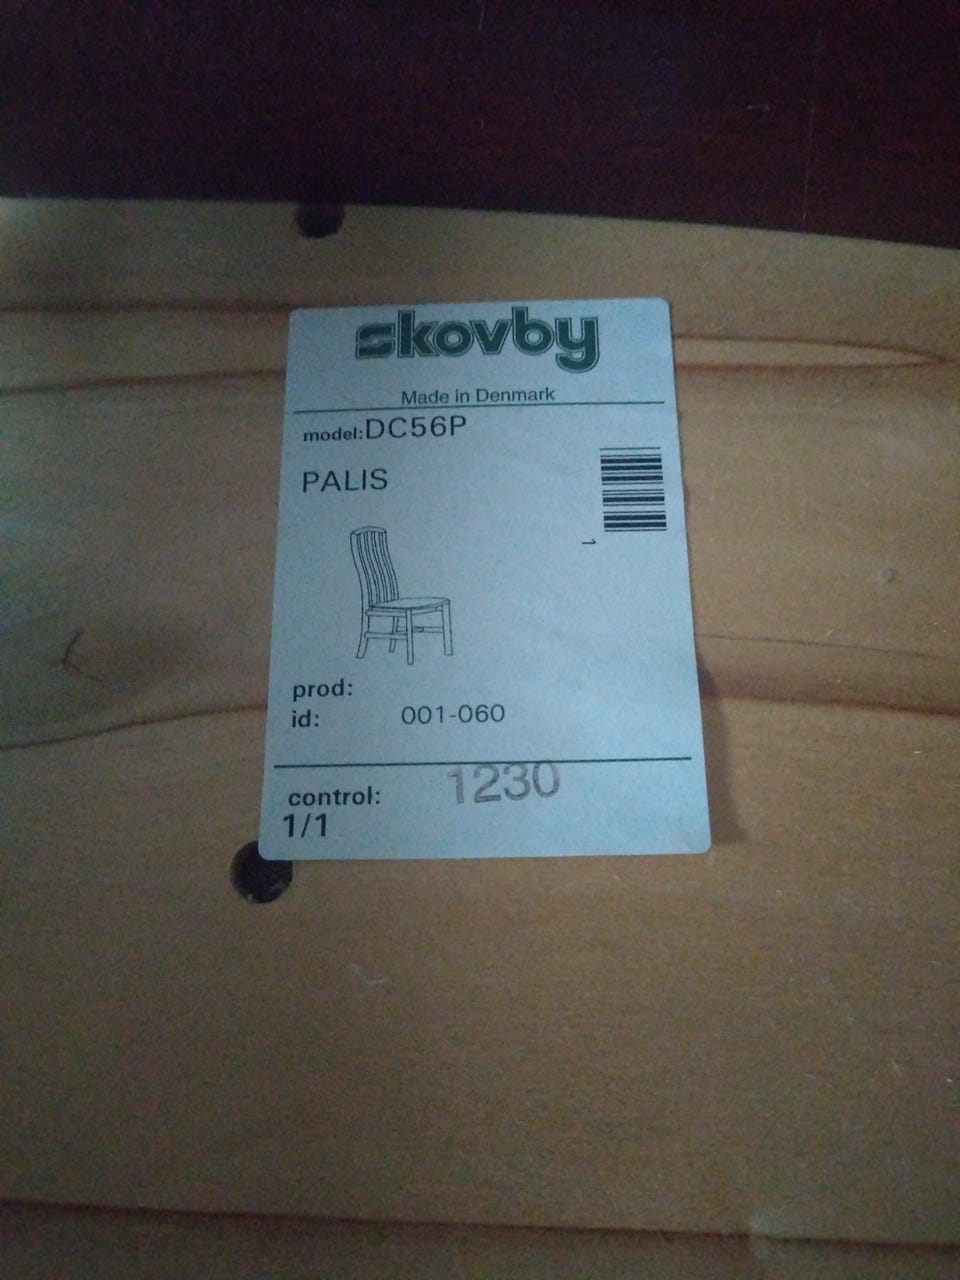 skovby
Made in Denmark
model:DC56P
PALIS
1
prod:
id: 001-060
control: 1230
1/1